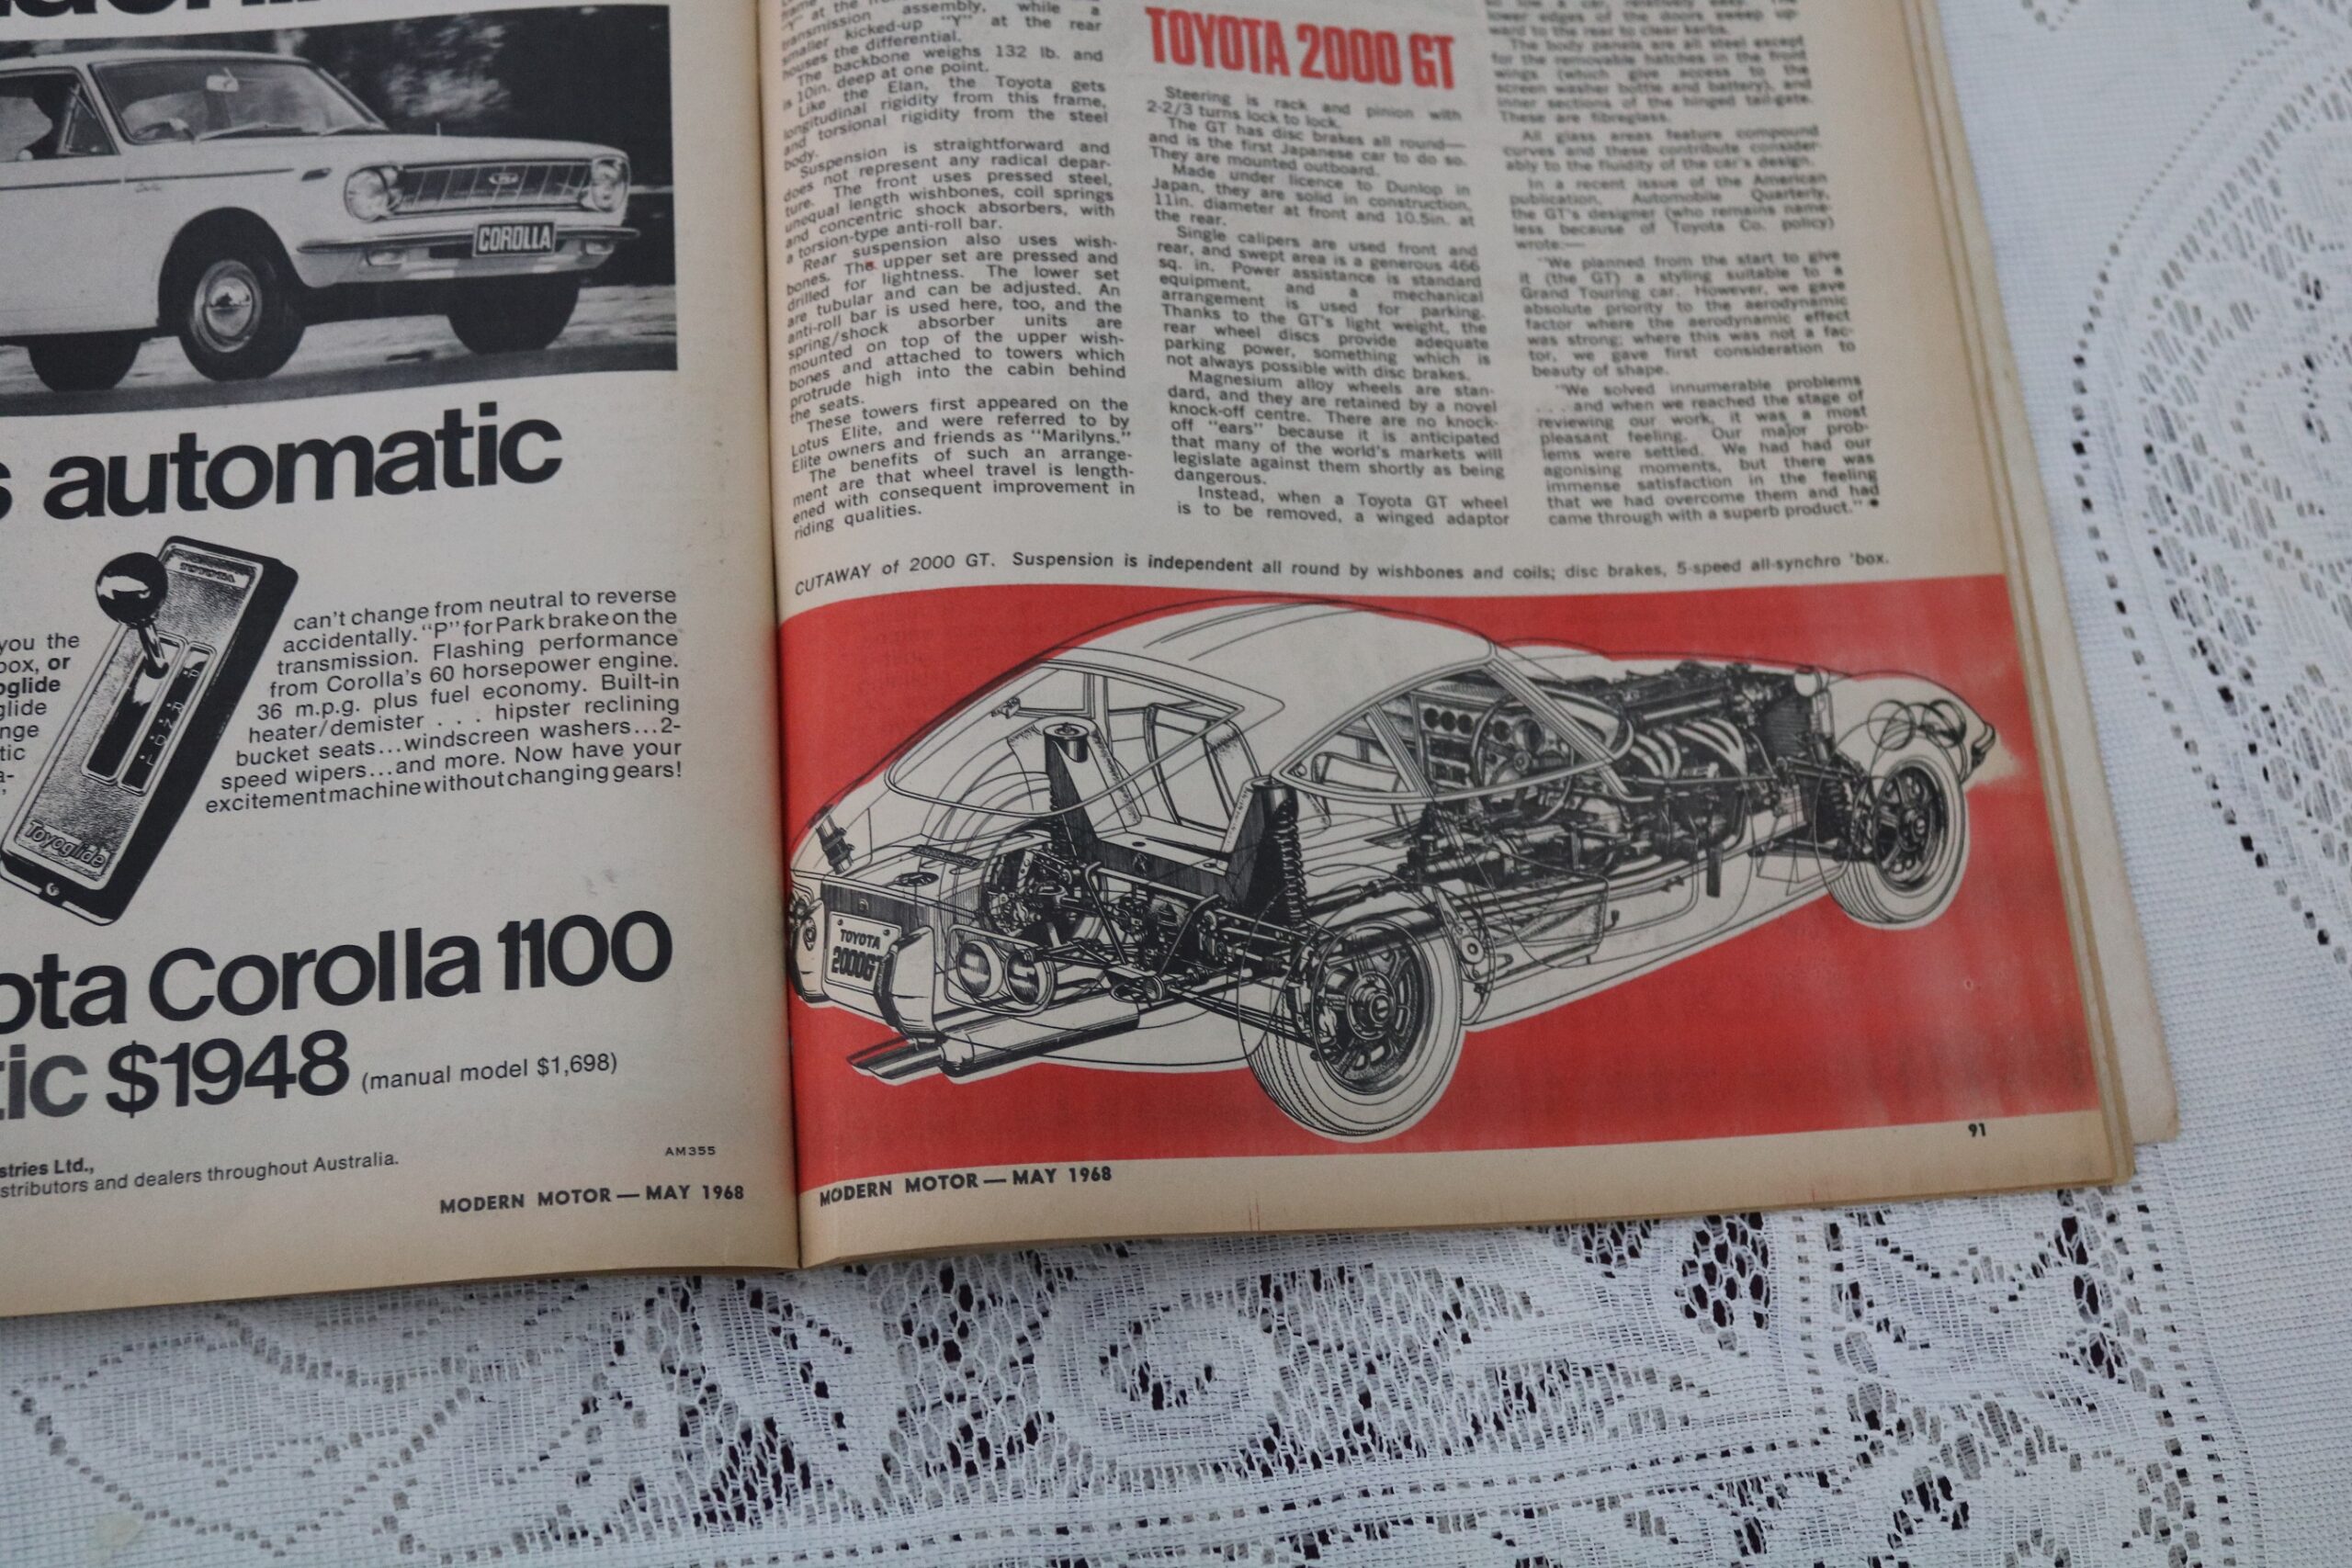 COROLLA
s automatic
TOYOTA
P
R
N
D
L
Toyoglide
you the
box, or
oglide
glide
nge
tic
a-
can't change from neutral to reverse
accidentally. "P" for Park brake on the
transmission. Flashing performance
from Corolla's 60 horsepower engine.
36 m.p.g. plus fuel economy. Built-in
heater/demister . . . hipster reclining
bucket seats...windscreen washers...2-
speed wipers...and more. Now have your
excitement machine without changing gears!
ota Corolla 1100
tic $1948 (manual model $1,698)
stries Ltd.,
stributors and dealers throughout Australia.
AM355
MODERN MOTOR — MAY 1968
transmission assembly, while a
smaller kicked-up "Y" at the rear
houses the differential.
The backbone weighs 132 lb. and
is 10in. deep at one point.
Like the Elan, the Toyota gets
longitudinal rigidity from this frame,
and torsional rigidity from the steel
body.
Suspension is straightforward and
does not represent any radical depar-
ture. The front uses pressed steel,
unequal length wishbones, coil springs
and concentric shock absorbers, with
a torsion-type anti-roll bar.
Rear suspension also uses wish-
bones. The upper set are pressed and
drilled for lightness. The lower set
are tubular and can be adjusted. An
anti-roll bar is used here, too, and the
spring/shock absorber units are
mounted on top of the upper wish-
bones and attached to towers which
protrude high into the cabin behind
the seats.
These towers first appeared on the
Lotus Elite, and were referred to by
Elite owners and friends as "Marilyns."
The benefits of such an arrange-
ment are that wheel travel is length-
ened with consequent improvement in
riding qualities.
TOYOTA 2000 GT
Steering is rack and pinion with
2-2/3 turns lock to lock.
The GT has disc brakes all round—
and is the first Japanese car to do so.
They are mounted outboard.
Made under licence to Dunlop in
Japan, they are solid in construction,
11in. diameter at front and 10.5in. at
the rear.
Single calipers are used front and
rear, and swept area is a generous 466
sq. in. Power assistance is standard
equipment, and a mechanical
arrangement is used for parking.
Thanks to the GT's light weight, the
rear wheel discs provide adequate
parking power, something which is
not always possible with disc brakes.
Magnesium alloy wheels are stan-
dard, and they are retained by a novel
knock-off centre. There are no knock-
off "ears" because it is anticipated
that many of the world's markets will
legislate against them shortly as being
dangerous.
Instead, when a Toyota GT wheel
is to be removed, a winged adaptor
lower edges of the doors sweep up-
ward to the rear to clear kerbs.
The body panels are all steel except
for the removable hatches in the front
wings (which give access to the
screen washer bottle and battery), and
inner sections of the hinged tail-gate.
These are fibreglass.
All glass areas feature compound
curves and these contribute consider-
ably to the fluidity of the car's design.
In a recent issue of the American
publication, Automobile Quarterly,
the GT's designer (who remains name-
less because of Toyota Co. policy)
wrote:—
"We planned from the start to give
it (the GT) a styling suitable to a
Grand Touring car. However, we gave
absolute priority to the aerodynamic
factor where the aerodynamic effect
was strong; where this was not a fac-
tor, we gave first consideration to
beauty of shape.
"We solved innumerable problems
. . . and when we reached the stage of
reviewing our work, it was a most
pleasant feeling. Our major prob-
lems were settled. We had had our
agonising moments, but there was
immense satisfaction in the feeling
that we had overcome them and had
came through with a superb product." ●
CUTAWAY of 2000 GT. Suspension is independent all round by wishbones and coils; disc brakes, 5-speed all-synchro 'box.
TOYOTA
2000GT
91
MODERN MOTOR — MAY 1968